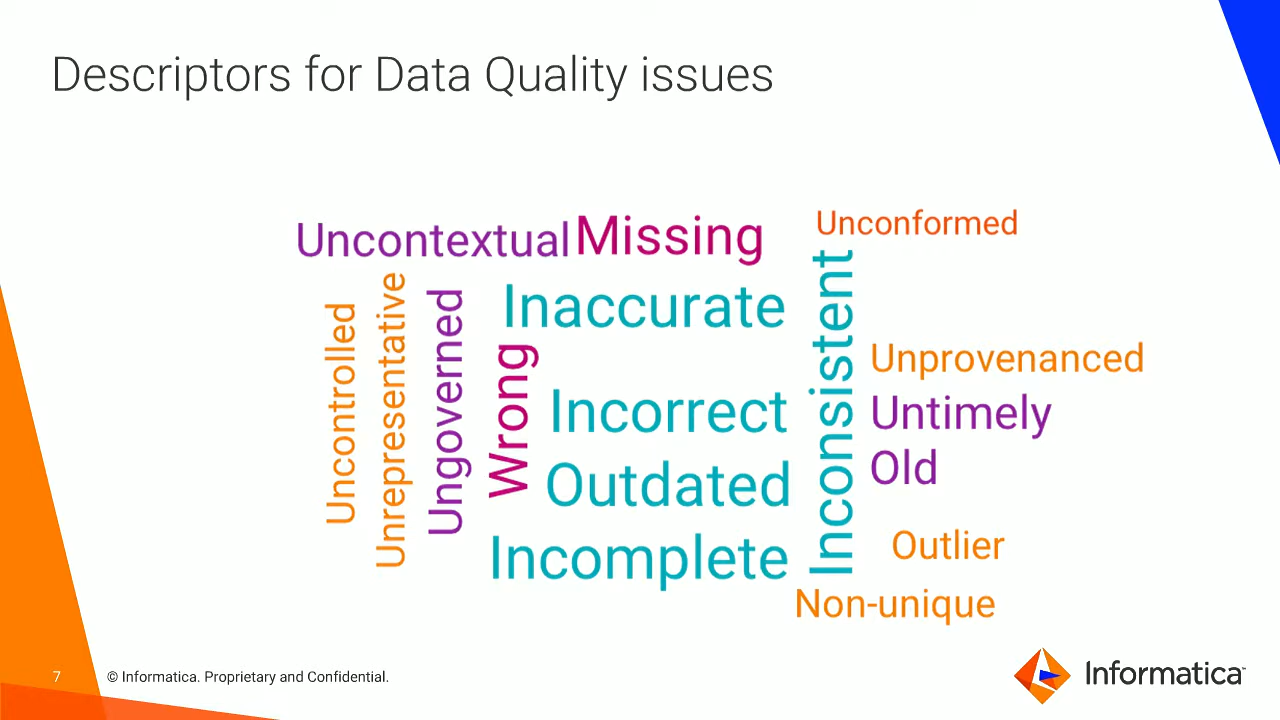 Descriptors for Data Quality issues
Uncontextual
Missing
Unconformed
Inaccurate
Uncontrolled
Unrepresentative
Ungoverned
Wrong
Inconsistent
Unprovenanced
Incorrect
Untimely
Outdated
Old
Incomplete
Outlier
Non-unique
7
© Informatica. Proprietary and Confidential.
Informatica™